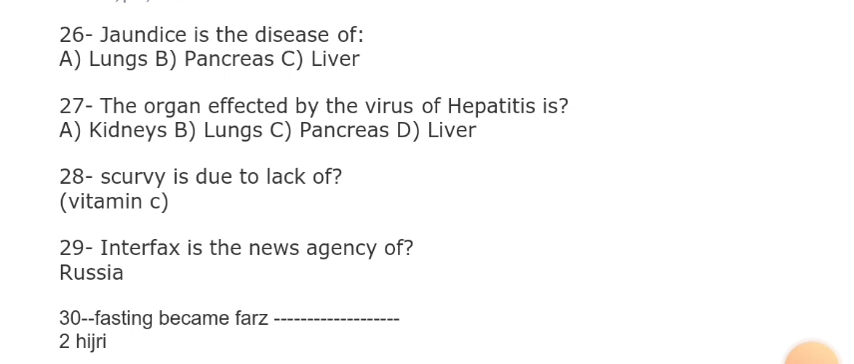 26- Jaundice is the disease of:
A) Lungs B) Pancreas C) Liver
27- The organ effected by the virus of Hepatitis is?
A) Kidneys B) Lungs C) Pancreas D) Liver
28- scurvy is due to lack of?
(vitamin c)
29- Interfax is the news agency of?
Russia
30--fasting became farz -------------------
2 hijri